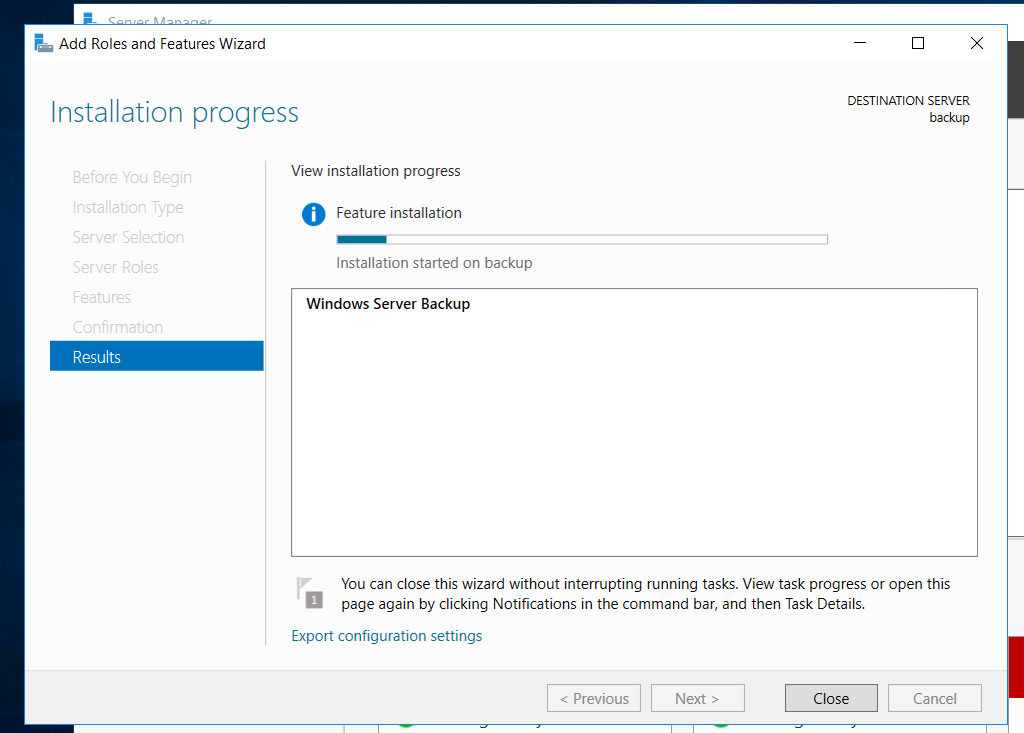 Server Manager
Add Roles and Features Wizard
Installation progress
DESTINATION SERVER
backup
Before You Begin
Installation Type
Server Selection
Server Roles
Features
Confirmation
Results
View installation progress
Feature installation
Installation started on backup
Windows Server Backup
1
You can close this wizard without interrupting running tasks. View task progress or open this
page again by clicking Notifications in the command bar, and then Task Details.
Export configuration settings
< Previous
Next >
Close
Cancel